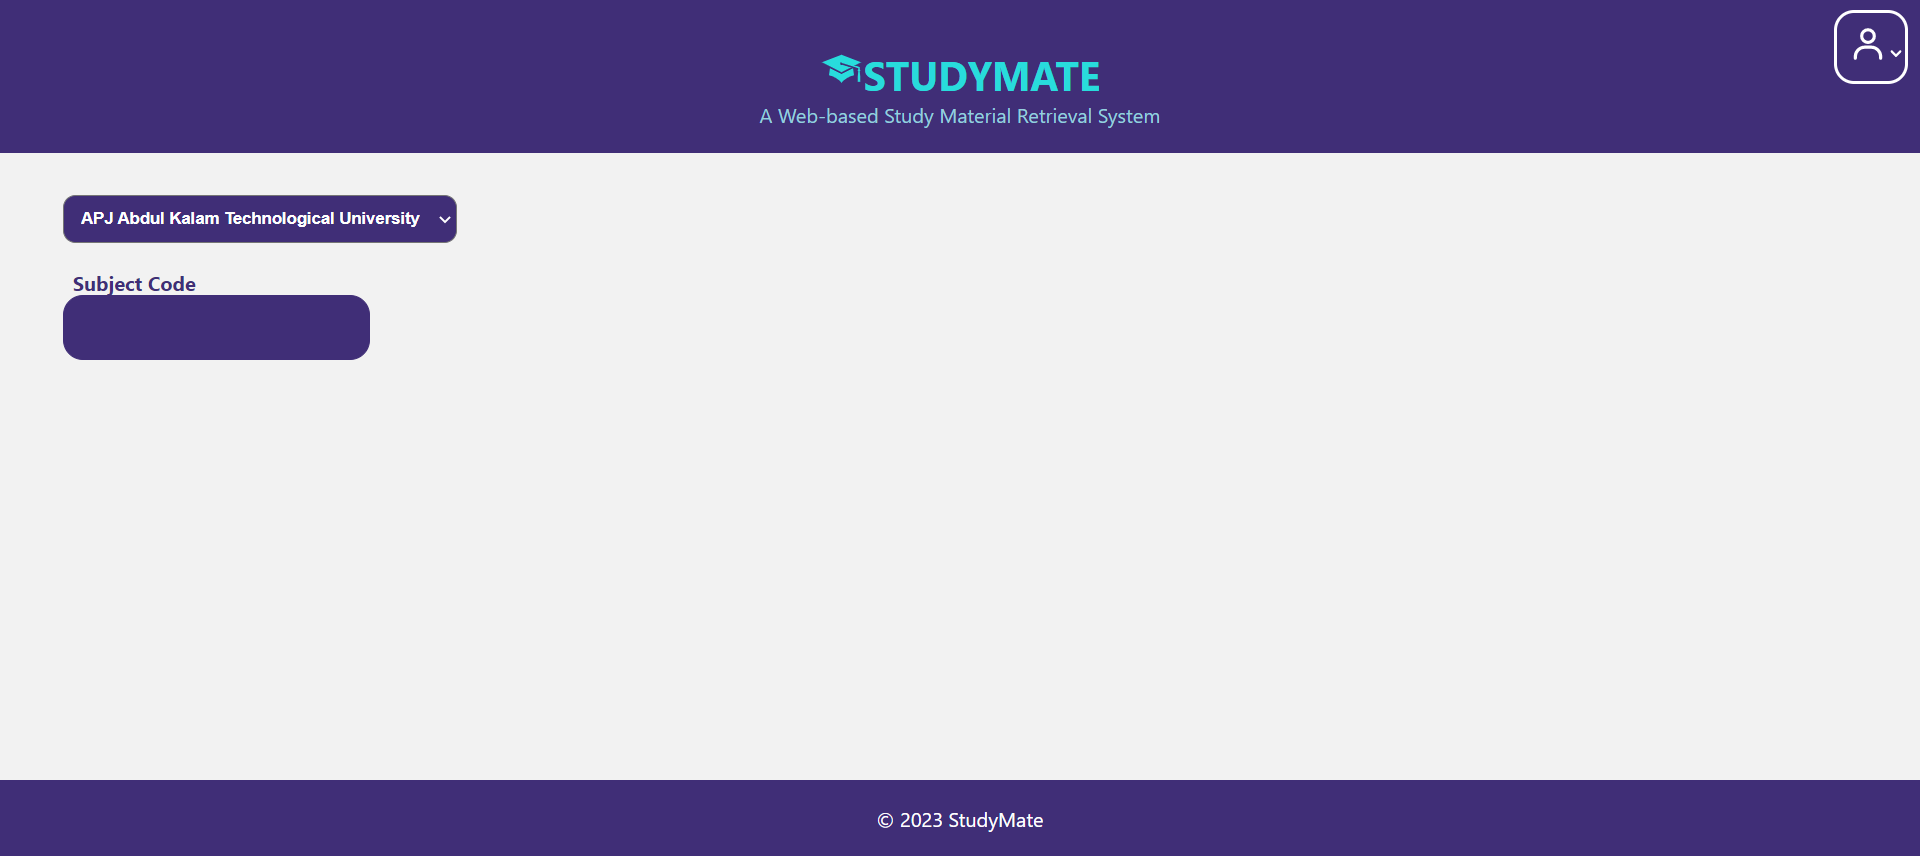 STUDYMATE
A Web-based Study Material Retrieval System
APJ Abdul Kalam Technological University
Subject Code
© 2023 StudyMate